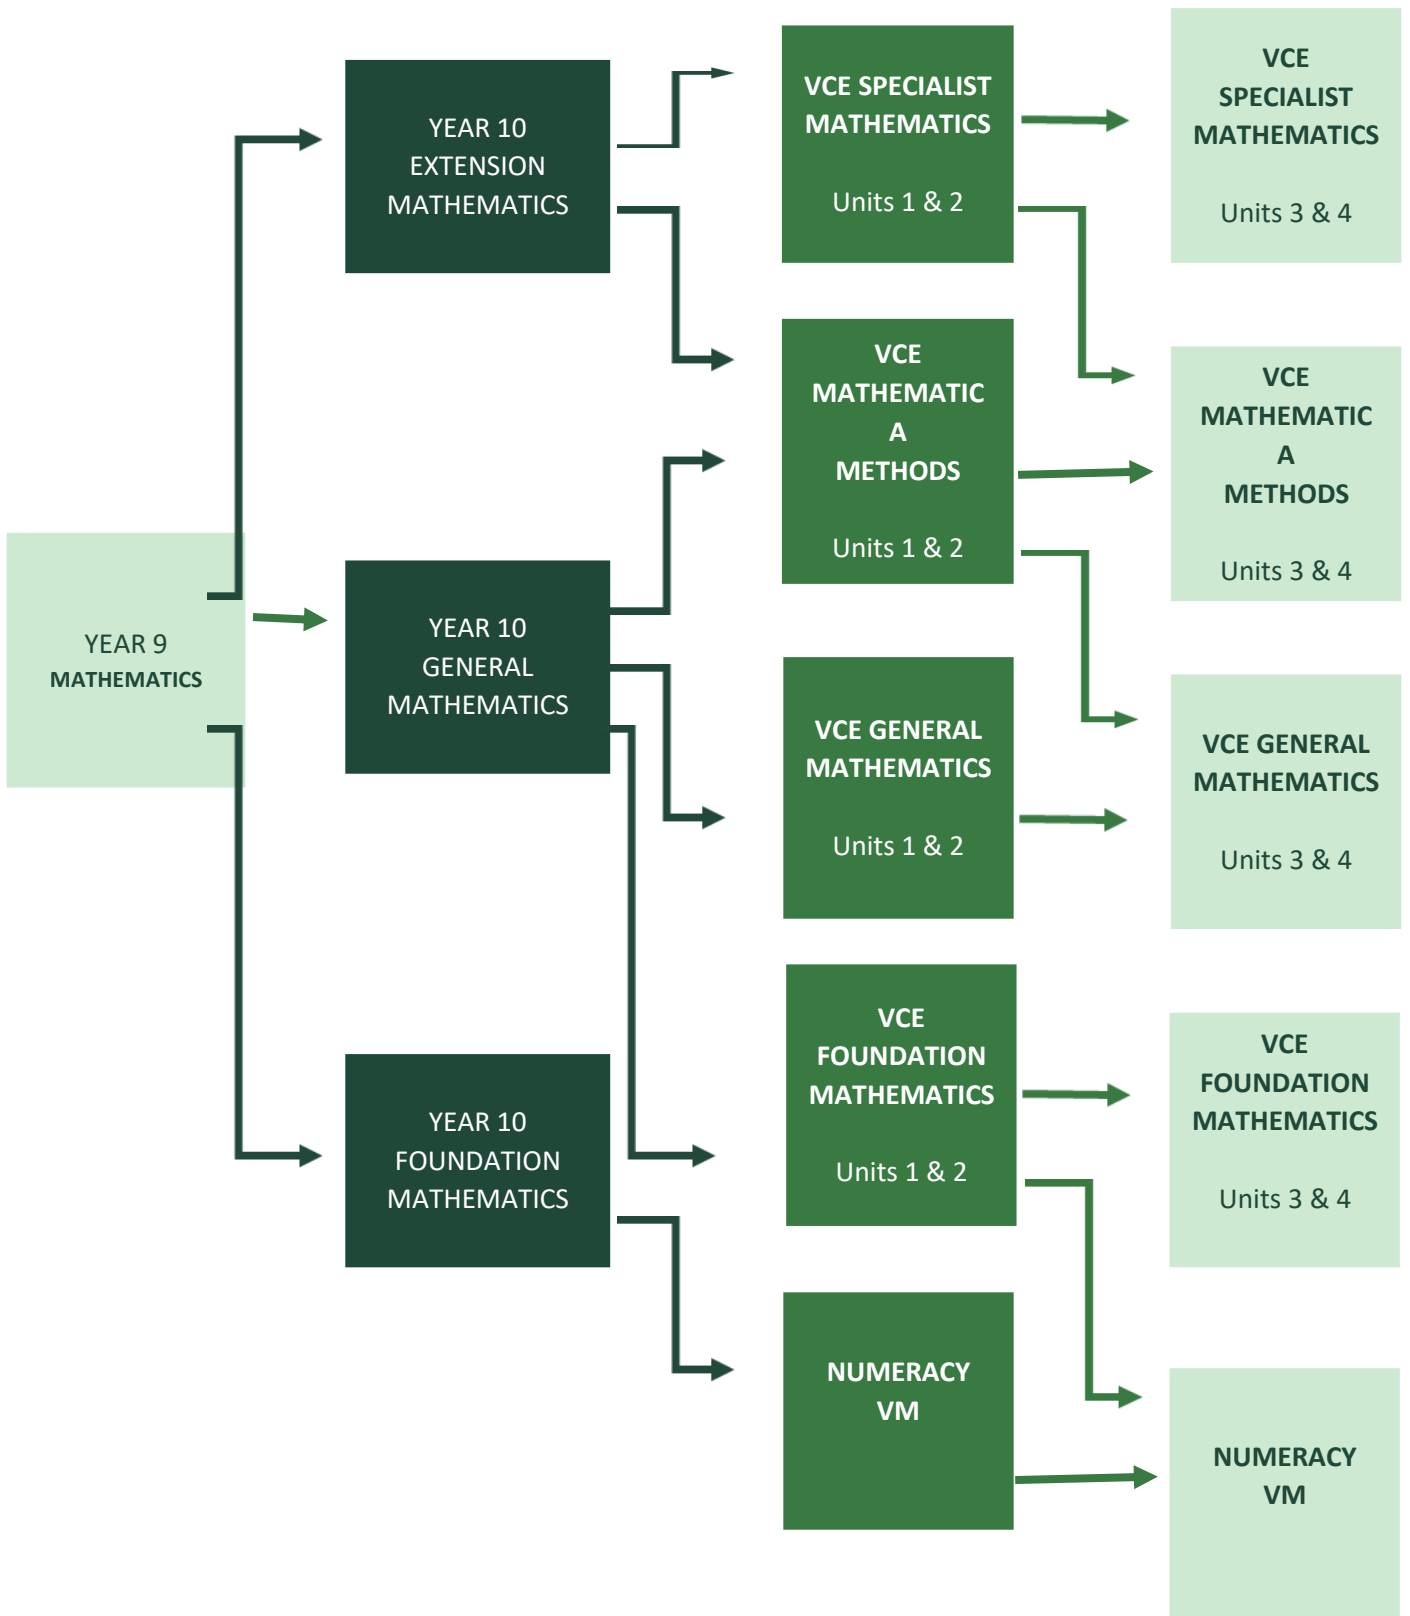 YEAR 9
MATHEMATICS
YEAR 10
EXTENSION
MATHEMATICS
YEAR 10
GENERAL
MATHEMATICS
YEAR 10
FOUNDATION
MATHEMATICS
VCE SPECIALIST
MATHEMATICS
Units 1 & 2
VCE
MATHEMATIC
A
METHODS
Units 1 & 2
VCE GENERAL
MATHEMATICS
Units 1 & 2
VCE
FOUNDATION
MATHEMATICS
Units 1 & 2
NUMERACY
VM
VCE
SPECIALIST
MATHEMATICS
Units 3 & 4
VCE
MATHEMATIC
A
METHODS
Units 3 & 4
VCE GENERAL
MATHEMATICS
Units 3 & 4
VCE
FOUNDATION
MATHEMATICS
Units 3 & 4
NUMERACY
VM